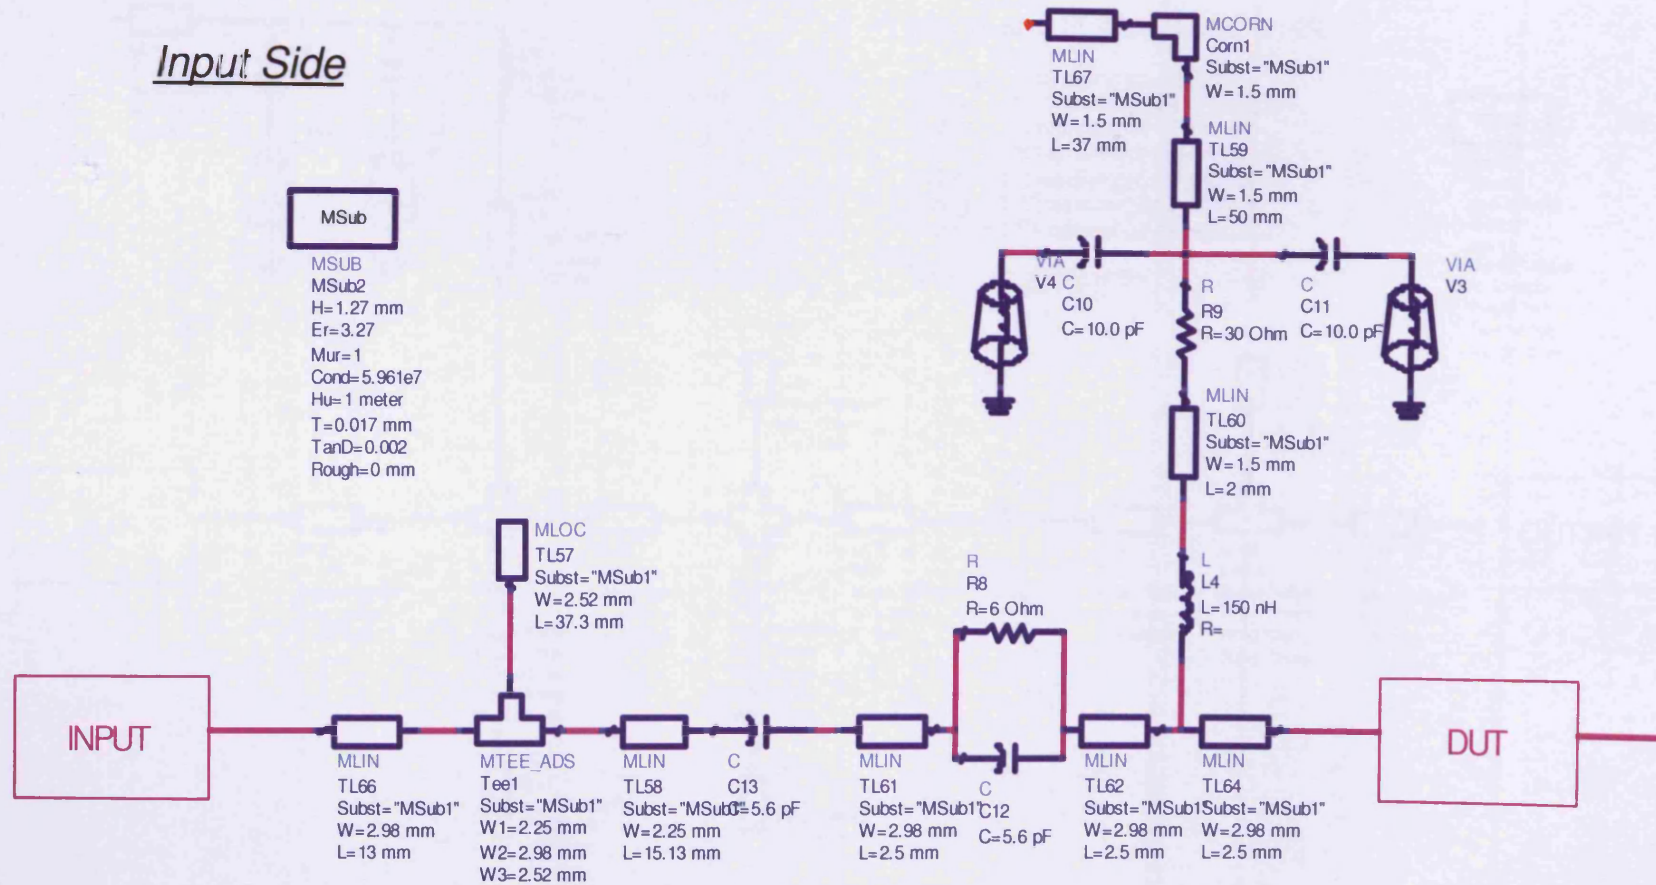 Input Side
MCORN
Corn1
Subst="MSub1"
W=1.5 mm
MLIN
TL67
Subst="MSub1"
W=1.5 mm
L=37 mm
MLIN
TL59
Subst="MSub1"
W=1.5 mm
L=50 mm
MSub
MSUB
MSub2
H=1.27 mm
Er=3.27
Mur=1
Cond=5.961e7
Hu=1 meter
T=0.017 mm
TanD=0.002
Rough=0 mm
VIA
V4
C
C10
C=10.0 pF
R
R9
R=30 Ohm
C
C11
C=10.0 pF
VIA
V3
MLIN
TL60
Subst="MSub1"
W=1.5 mm
L=2 mm
MLOC
TL57
Subst="MSub1"
W=2.52 mm
L=37.3 mm
R
R8
R=6 Ohm
L
L4
L=150 nH
R=
INPUT
DUT
MLIN
TL66
Subst="MSub1"
W=2.98 mm
L=13 mm
MTEE_ADS
Tee1
Subst="MSub1"
W1=2.25 mm
W2=2.98 mm
W3=2.52 mm
MLIN
TL58
Subst="MSub1"
W=2.25 mm
L=15.13 mm
C
C13
C=5.6 pF
MLIN
TL61
Subst="MSub1"
W=2.98 mm
L=2.5 mm
C
C12
C=5.6 pF
MLIN
TL62
Subst="MSub1"
W=2.98 mm
L=2.5 mm
MLIN
TL64
Subst="MSub1"
W=2.98 mm
L=2.5 mm